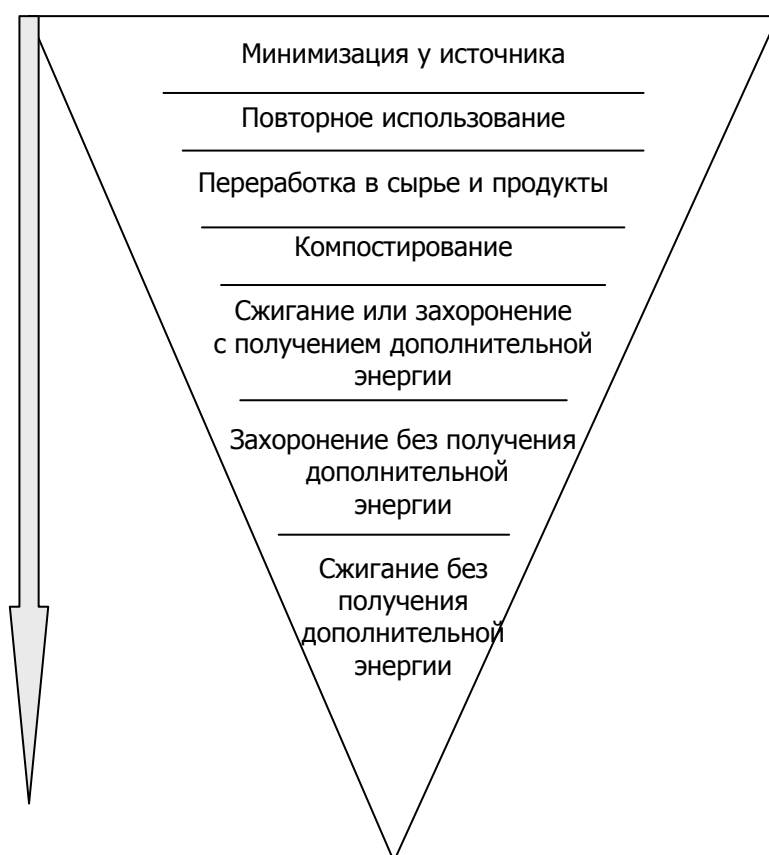 Минимизация у источника
Повторное использование
Переработка в сырье и продукты
Компостирование
Сжигание или захоронение
с получением дополнительной
энергии
Захоронение без получения
дополнительной
энергии
Сжигание без
получения
дополнительной
энергии